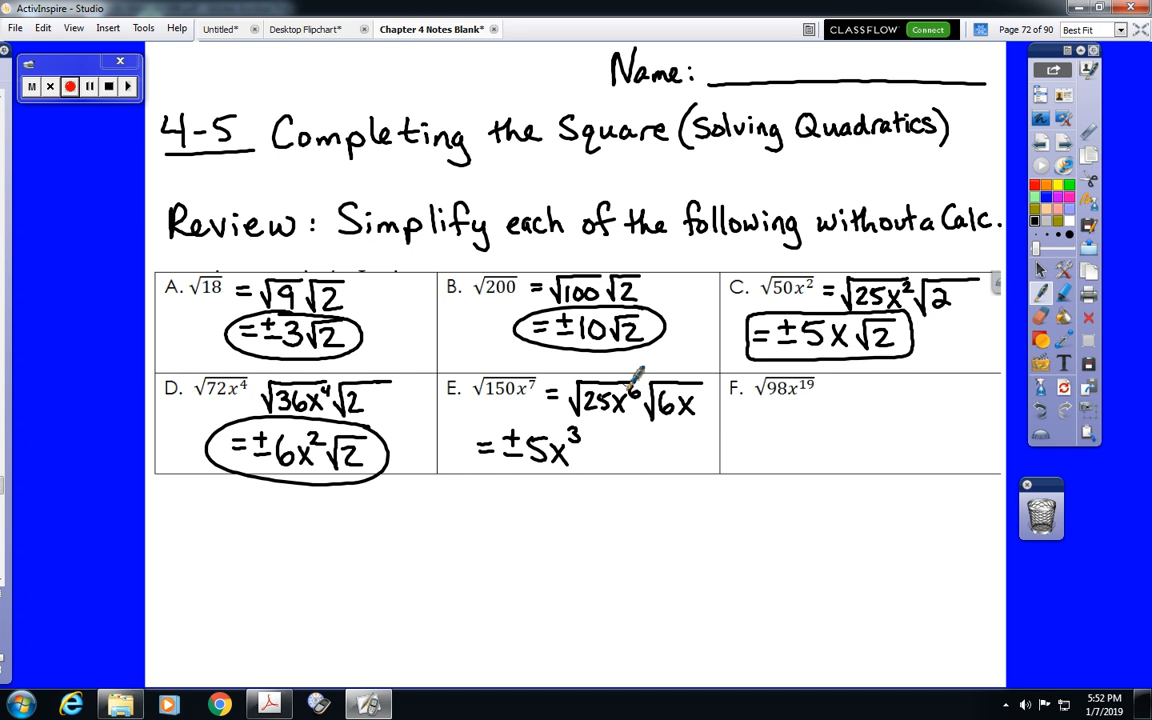 ActivInspire - Studio
File Edit View Insert Tools Help
Untitled* Desktop Flipchart* Chapter 4 Notes Blank* CLASSFLOW Connect Page 72 of 90 Best Fit
M
Name:
4-5 Completing the Square (Solving Quadratics)
Review: Simplify each of the following without a Calc.
A. √18 = √9 √2
= ±3√2
B. √200 = √100 √2
= ±10√2
C. √50x² = √25x² √2
= ±5x√2
D. √72x⁴ √36x⁴ √2
= ±6x²√2
E. √150x⁷ = √25x⁶ √6x
= ±5x³
F. √98x¹⁹
5:52 PM
1/7/2019